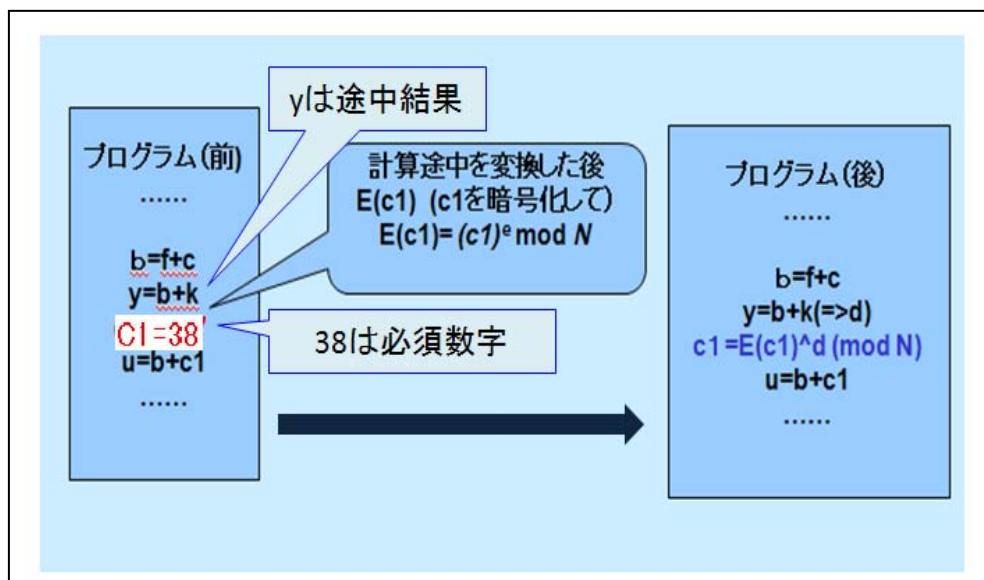 yは途中結果
プログラム(前)
……
b=f+c
y=b+k
C1=38
u=b+c1
……
計算途中を変換した後
E(c1) (c1を暗号化して)
E(c1)= (c1)^e mod N
38は必須数字
プログラム(後)
……
b=f+c
y=b+k(=>d)
c1=E(c1)^d (mod N)
u=b+c1
……